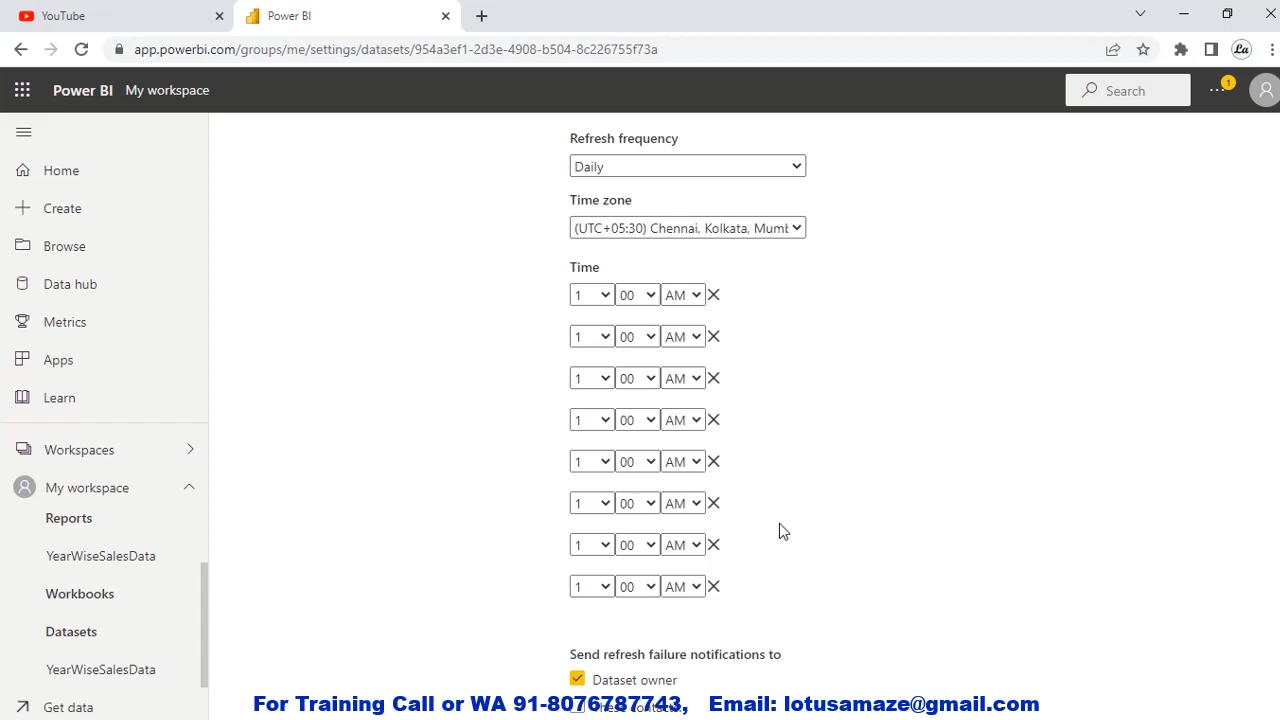 YouTube
Power BI
app.powerbi.com/groups/me/settings/datasets/954a3ef1-2d3e-4908-b504-8c226755f73a
La
Power BI My workspace
Search
1
Home
Create
Browse
Data hub
Metrics
Apps
Learn
Workspaces
My workspace
Reports
YearWiseSalesData
Workbooks
Datasets
YearWiseSalesData
Get data
Refresh frequency
Daily
Time zone
(UTC+05:30) Chennai, Kolkata, Mumb
Time
1 00 AM
1 00 AM
1 00 AM
1 00 AM
1 00 AM
1 00 AM
1 00 AM
1 00 AM
Send refresh failure notifications to
Dataset owner
For Training Call or WA 91-8076787743, Email: lotusamaze@gmail.com